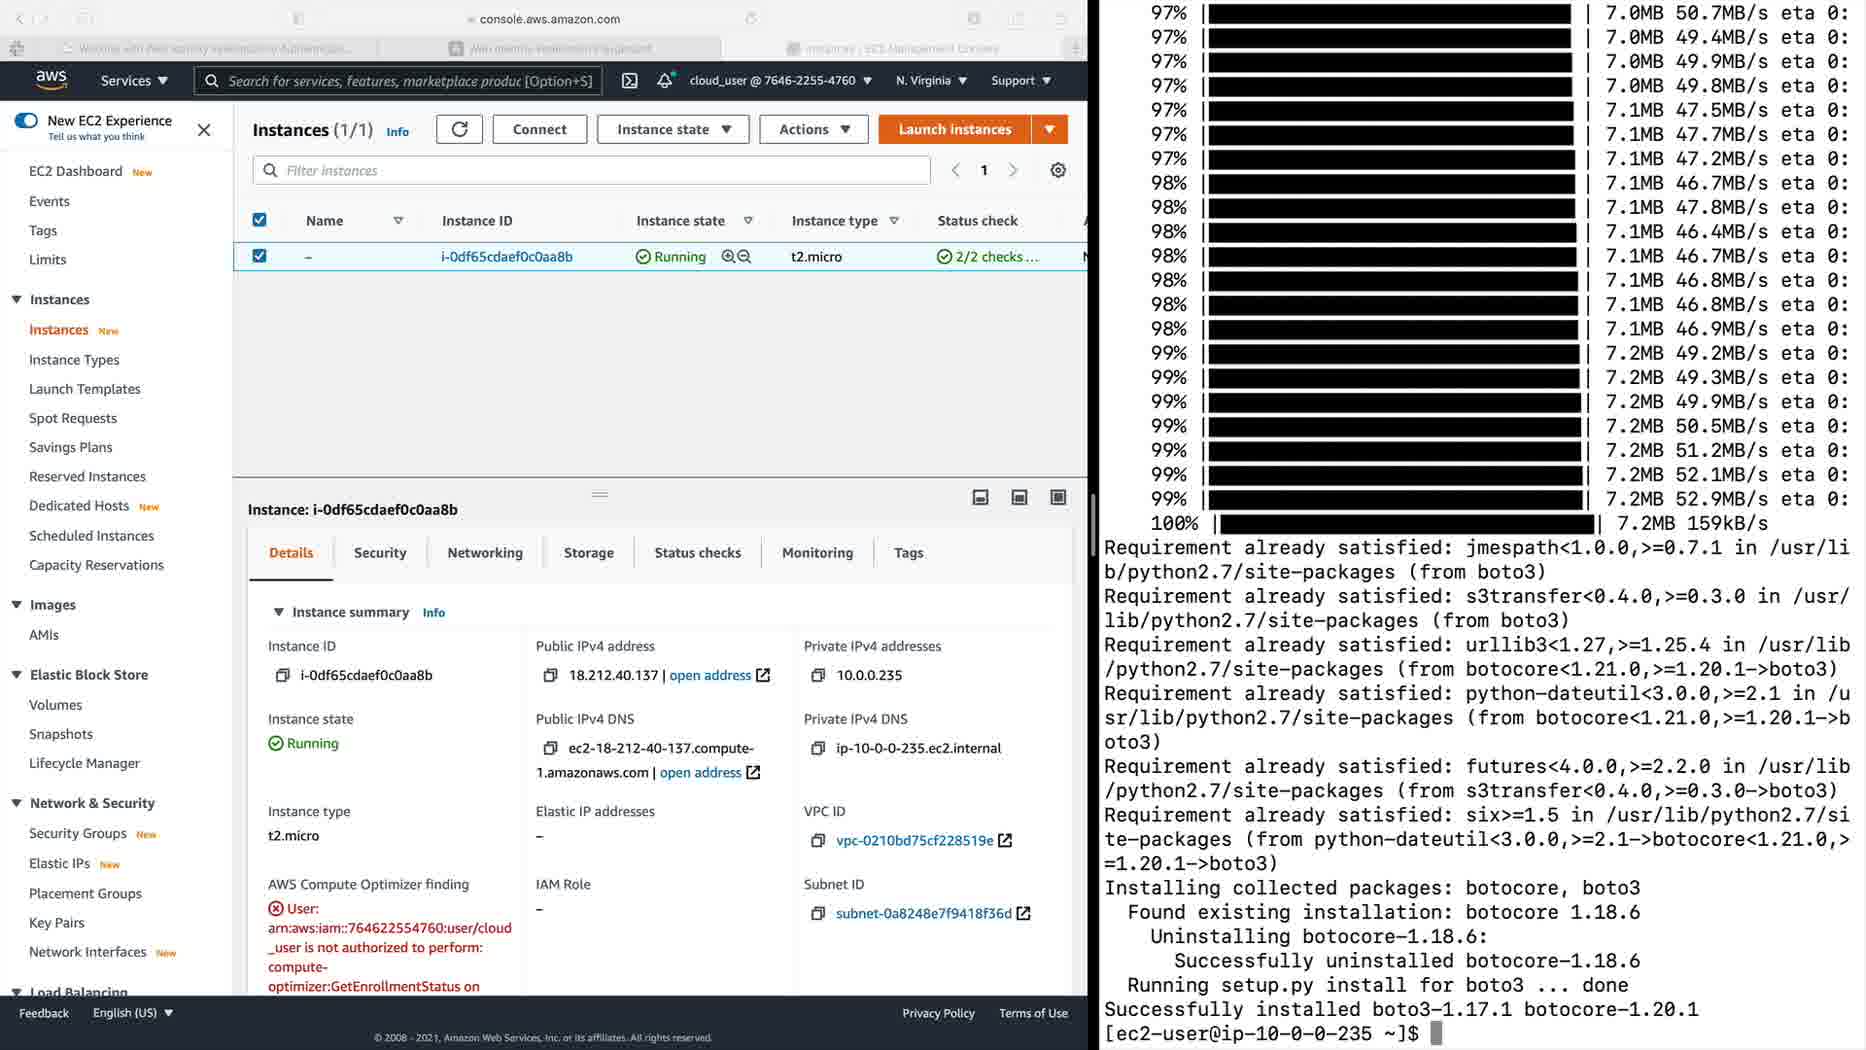 console.aws.amazon.com
Instances | EC2 Management Console
aws
Services
Search for services, features, marketplace produc [Option+S]
cloud_user @ 7646-2255-4760
N. Virginia
Support
New EC2 Experience
Tell us what you think
EC2 Dashboard New
Events
Tags
Limits
Instances
Instances New
Instance Types
Launch Templates
Spot Requests
Savings Plans
Reserved Instances
Dedicated Hosts New
Scheduled Instances
Capacity Reservations
Images
AMIs
Elastic Block Store
Volumes
Snapshots
Lifecycle Manager
Network & Security
Security Groups New
Elastic IPs New
Placement Groups
Key Pairs
Network Interfaces New
Load Balancing
Instances (1/1) Info
Connect
Instance state
Actions
Launch instances
Filter instances
1
Name
Instance ID
Instance state
Instance type
Status check
–
i-0df65cdaef0c0aa8b
Running
t2.micro
2/2 checks ...
Instance: i-0df65cdaef0c0aa8b
Details
Security
Networking
Storage
Status checks
Monitoring
Tags
Instance summary Info
Instance ID
i-0df65cdaef0c0aa8b
Public IPv4 address
18.212.40.137 | open address
Private IPv4 addresses
10.0.0.235
Instance state
Running
Public IPv4 DNS
ec2-18-212-40-137.compute-
1.amazonaws.com | open address
Private IPv4 DNS
ip-10-0-0-235.ec2.internal
Instance type
t2.micro
Elastic IP addresses
–
VPC ID
vpc-0210bd75cf228519e
AWS Compute Optimizer finding
User:
arn:aws:iam::764622554760:user/cloud
_user is not authorized to perform:
compute-
optimizer:GetEnrollmentStatus on
IAM Role
–
Subnet ID
subnet-0a8248e7f9418f36d
Feedback
English (US)
Privacy Policy
Terms of Use
© 2008 - 2021, Amazon Web Services, Inc. or its affiliates. All rights reserved.
97% | | 7.0MB 50.7MB/s eta 0:
97% | | 7.0MB 49.4MB/s eta 0:
97% | | 7.0MB 49.9MB/s eta 0:
97% | | 7.0MB 49.8MB/s eta 0:
97% | | 7.1MB 47.5MB/s eta 0:
97% | | 7.1MB 47.7MB/s eta 0:
97% | | 7.1MB 47.2MB/s eta 0:
98% | | 7.1MB 46.7MB/s eta 0:
98% | | 7.1MB 47.8MB/s eta 0:
98% | | 7.1MB 46.4MB/s eta 0:
98% | | 7.1MB 46.7MB/s eta 0:
98% | | 7.1MB 46.8MB/s eta 0:
98% | | 7.1MB 46.8MB/s eta 0:
98% | | 7.1MB 46.9MB/s eta 0:
99% | | 7.2MB 49.2MB/s eta 0:
99% | | 7.2MB 49.3MB/s eta 0:
99% | | 7.2MB 49.9MB/s eta 0:
99% | | 7.2MB 50.5MB/s eta 0:
99% | | 7.2MB 51.2MB/s eta 0:
99% | | 7.2MB 52.1MB/s eta 0:
99% | | 7.2MB 52.9MB/s eta 0:
100% | | 7.2MB 159kB/s
Requirement already satisfied: jmespath<1.0.0,>=0.7.1 in /usr/li
b/python2.7/site-packages (from boto3)
Requirement already satisfied: s3transfer<0.4.0,>=0.3.0 in /usr/
lib/python2.7/site-packages (from boto3)
Requirement already satisfied: urllib3<1.27,>=1.25.4 in /usr/lib
/python2.7/site-packages (from botocore<1.21.0,>=1.20.1->boto3)
Requirement already satisfied: python-dateutil<3.0.0,>=2.1 in /u
sr/lib/python2.7/site-packages (from botocore<1.21.0,>=1.20.1->b
oto3)
Requirement already satisfied: futures<4.0.0,>=2.2.0 in /usr/lib
/python2.7/site-packages (from s3transfer<0.4.0,>=0.3.0->boto3)
Requirement already satisfied: six>=1.5 in /usr/lib/python2.7/si
te-packages (from python-dateutil<3.0.0,>=2.1->botocore<1.21.0,>
=1.20.1->boto3)
Installing collected packages: botocore, boto3
Found existing installation: botocore 1.18.6
Uninstalling botocore-1.18.6:
Successfully uninstalled botocore-1.18.6
Running setup.py install for boto3 ... done
Successfully installed boto3-1.17.1 botocore-1.20.1
[ec2-user@ip-10-0-0-235 ~]$